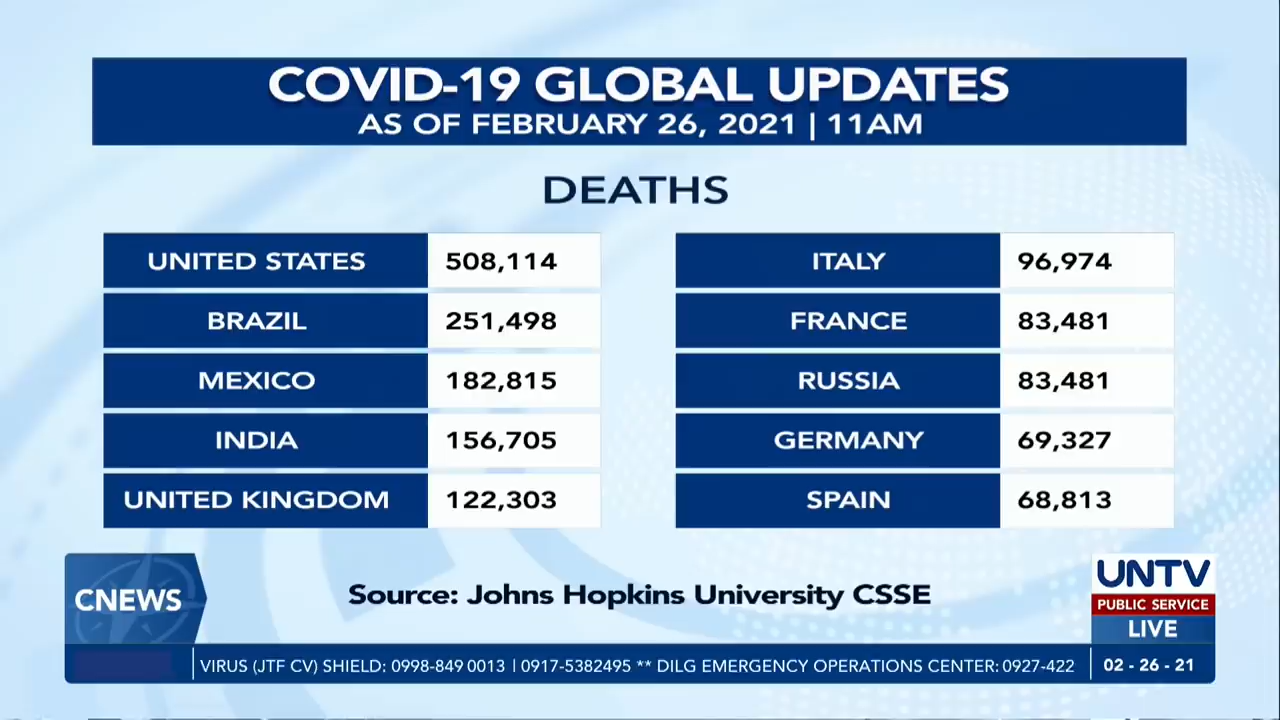 COVID-19 GLOBAL UPDATES
AS OF FEBRUARY 26, 2021 | 11AM
DEATHS
UNITED STATES 508,114
BRAZIL 251,498
MEXICO 182,815
INDIA 156,705
UNITED KINGDOM 122,303
ITALY 96,974
FRANCE 83,481
RUSSIA 83,481
GERMANY 69,327
SPAIN 68,813
CNEWS
Source: Johns Hopkins University CSSE
UNTV
PUBLIC SERVICE
LIVE
VIRUS (JTF CV) SHIELD: 0998-849 0013 | 0917-5382495 ** DILG EMERGENCY OPERATIONS CENTER: 0927-422
02 - 26 - 21